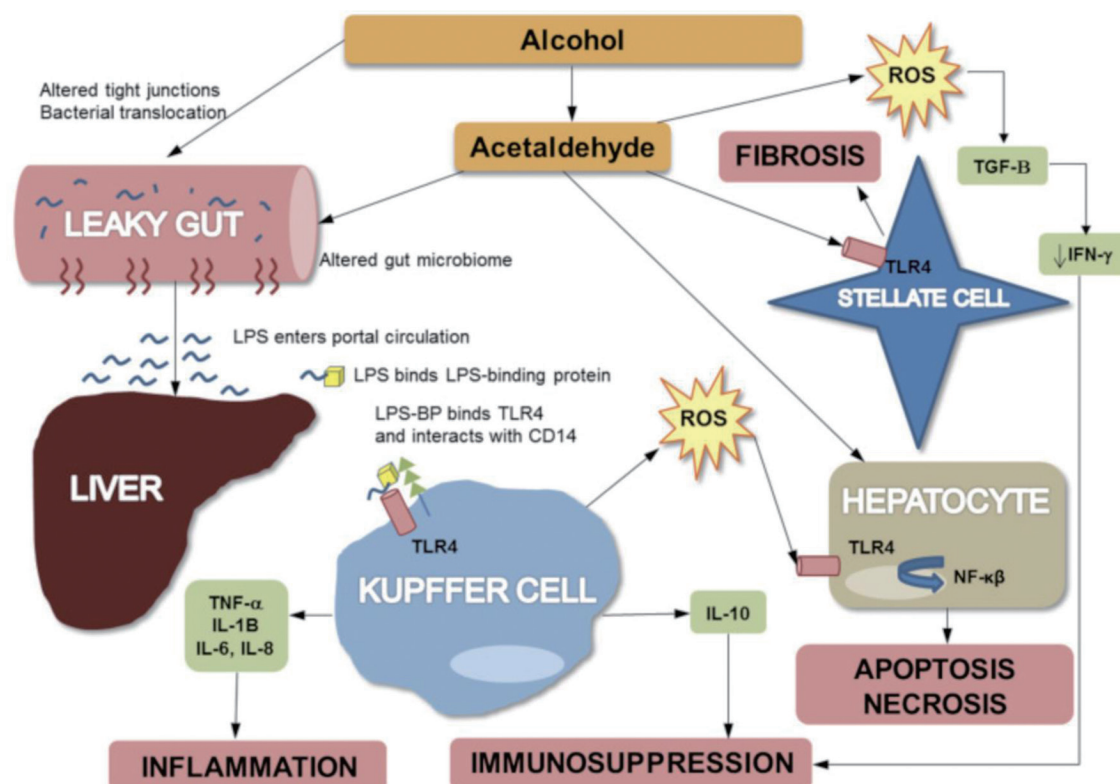 Alcohol
ROS
Altered tight junctions
Bacterial translocation
Acetaldehyde
FIBROSIS
TGF-B
LEAKY GUT
Altered gut microbiome
TLR4
↓IFN-γ
STELLATE CELL
LPS enters portal circulation
LPS binds LPS-binding protein
LPS-BP binds TLR4
and interacts with CD14
ROS
LIVER
HEPATOCYTE
TLR4
TLR4
NF-κβ
KUPFFER CELL
TNF-α
IL-1B
IL-6, IL-8
IL-10
APOPTOSIS
NECROSIS
INFLAMMATION
IMMUNOSUPPRESSION